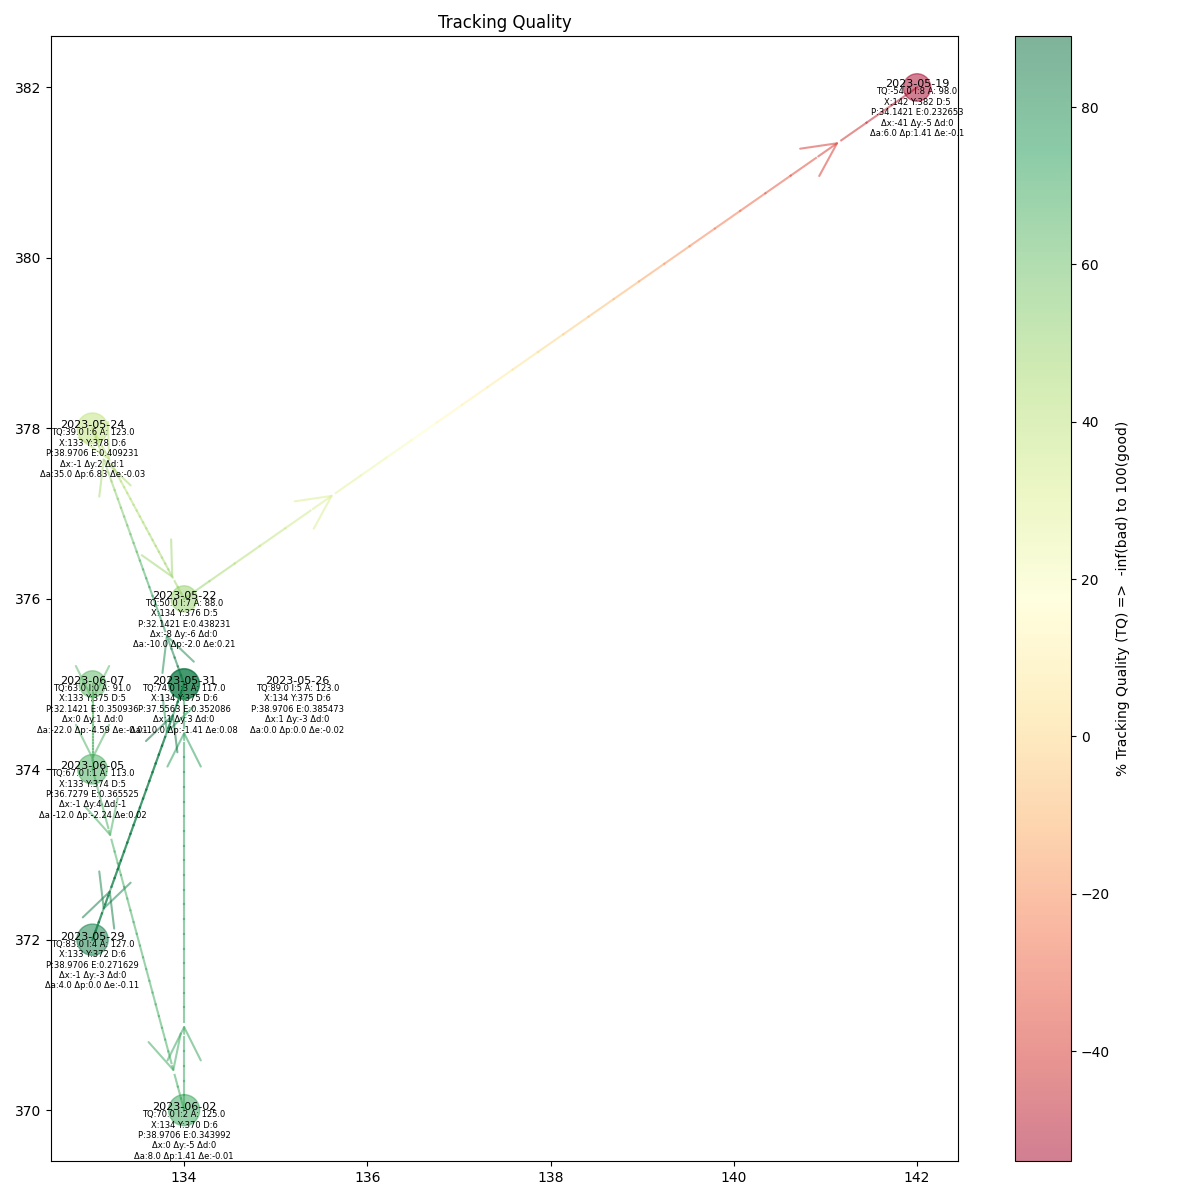 Tracking Quality
382
380
378
376
374
372
370
134
136
138
140
142
2023-05-19
TQ:-54.0 I:8 A: 98.0
X:142 Y:382 D:5
P:34.1421 E:0.232653
Δx:-41 Δy:-5 Δd:0
Δa:6.0 Δp:1.41 Δe:-0.1
2023-05-24
TQ:39.0 I:6 A: 123.0
X:133 Y:378 D:6
P:38.9706 E:0.409231
Δx:-1 Δy:2 Δd:1
Δa:35.0 Δp:6.83 Δe:-0.03
2023-05-22
TQ:50.0 I:7 A: 88.0
X:134 Y:376 D:5
P:32.1421 E:0.438231
Δx:-8 Δy:-6 Δd:0
Δa:-10.0 Δp:-2.0 Δe:0.21
2023-06-07
TQ:63.0 I:0 A: 91.0
X:133 Y:375 D:5
P:32.1421 E:0.350936
Δx:0 Δy:1 Δd:0
Δa:-22.0 Δp:-4.59 Δe:-0.01
2023-05-31
TQ:74.0 I:3 A: 117.0
X:134 Y:375 D:6
P:37.5563 E:0.352086
Δx:1 Δy:3 Δd:0
Δa:-10.0 Δp:-1.41 Δe:0.08
2023-05-26
TQ:89.0 I:5 A: 123.0
X:134 Y:375 D:6
P:38.9706 E:0.385473
Δx:1 Δy:-3 Δd:0
Δa:0.0 Δp:0.0 Δe:-0.02
2023-06-05
TQ:67.0 I:1 A: 113.0
X:133 Y:374 D:5
P:36.7279 E:0.365525
Δx:-1 Δy:4 Δd:-1
Δa:-12.0 Δp:-2.24 Δe:0.02
2023-05-29
TQ:83.0 I:4 A: 127.0
X:133 Y:372 D:6
P:38.9706 E:0.271629
Δx:-1 Δy:-3 Δd:0
Δa:4.0 Δp:0.0 Δe:-0.11
2023-06-02
TQ:70.0 I:2 A: 125.0
X:134 Y:370 D:6
P:38.9706 E:0.343992
Δx:0 Δy:-5 Δd:0
Δa:8.0 Δp:1.41 Δe:-0.01
80
60
40
20
0
−20
−40
% Tracking Quality (TQ) => -inf(bad) to 100(good)